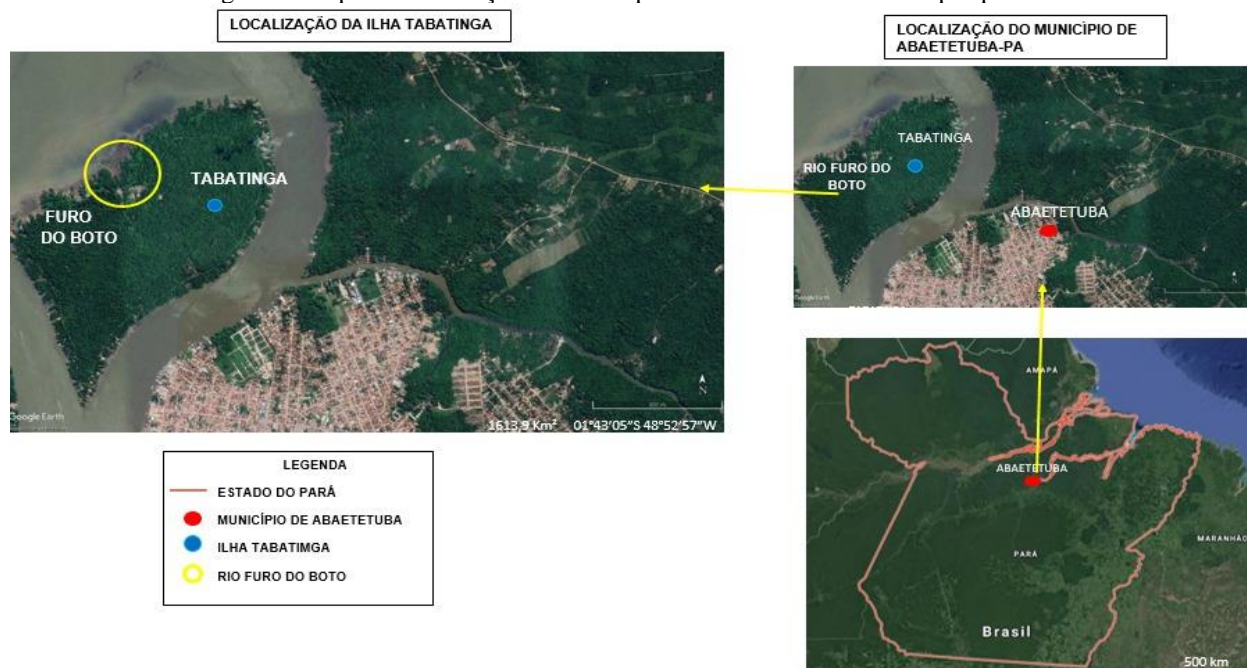 LOCALIZAÇÃO DA ILHA TABATINGA
TABATINGA
FURO
DO BOTO
Google Earth
1613,9 Km² 01°43′05″S 48°52′57″W
LEGENDA
ESTADO DO PARÁ
MUNICÍPIO DE ABAETETUBA
ILHA TABATIMGA
RIO FURO DO BOTO
LOCALIZAÇÃO DO MUNICÍPIO DE
ABAETETUBA-PA
TABATINGA
RIO FURO DO
BOTO
ABAETETUBA
Google Earth
AMAPÁ
ABAETETUBA
MARANHÃO
PARÁ
Brasil
500 km